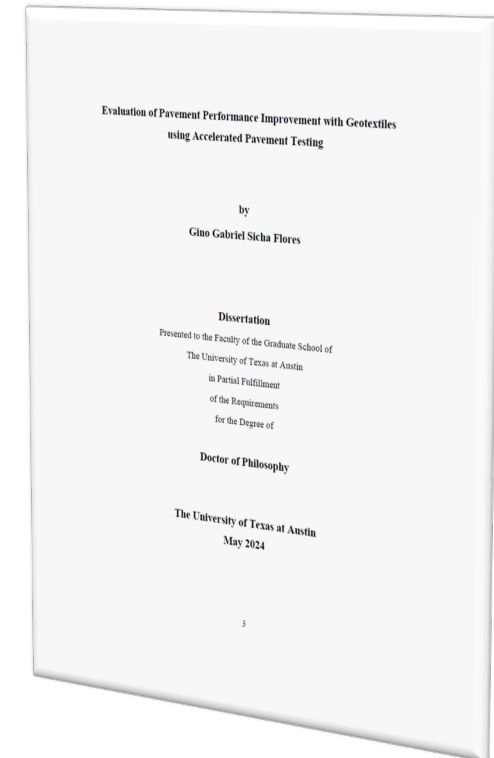 Evaluation of Pavement Performance Improvement with Geotextiles
using Accelerated Pavement Testing
by
Gino Gabriel Sicha Flores
Dissertation
Presented to the Faculty of the Graduate School of
The University of Texas at Austin
in Partial Fulfillment
of the Requirements
for the Degree of
Doctor of Philosophy
The University of Texas at Austin
May 2024
3